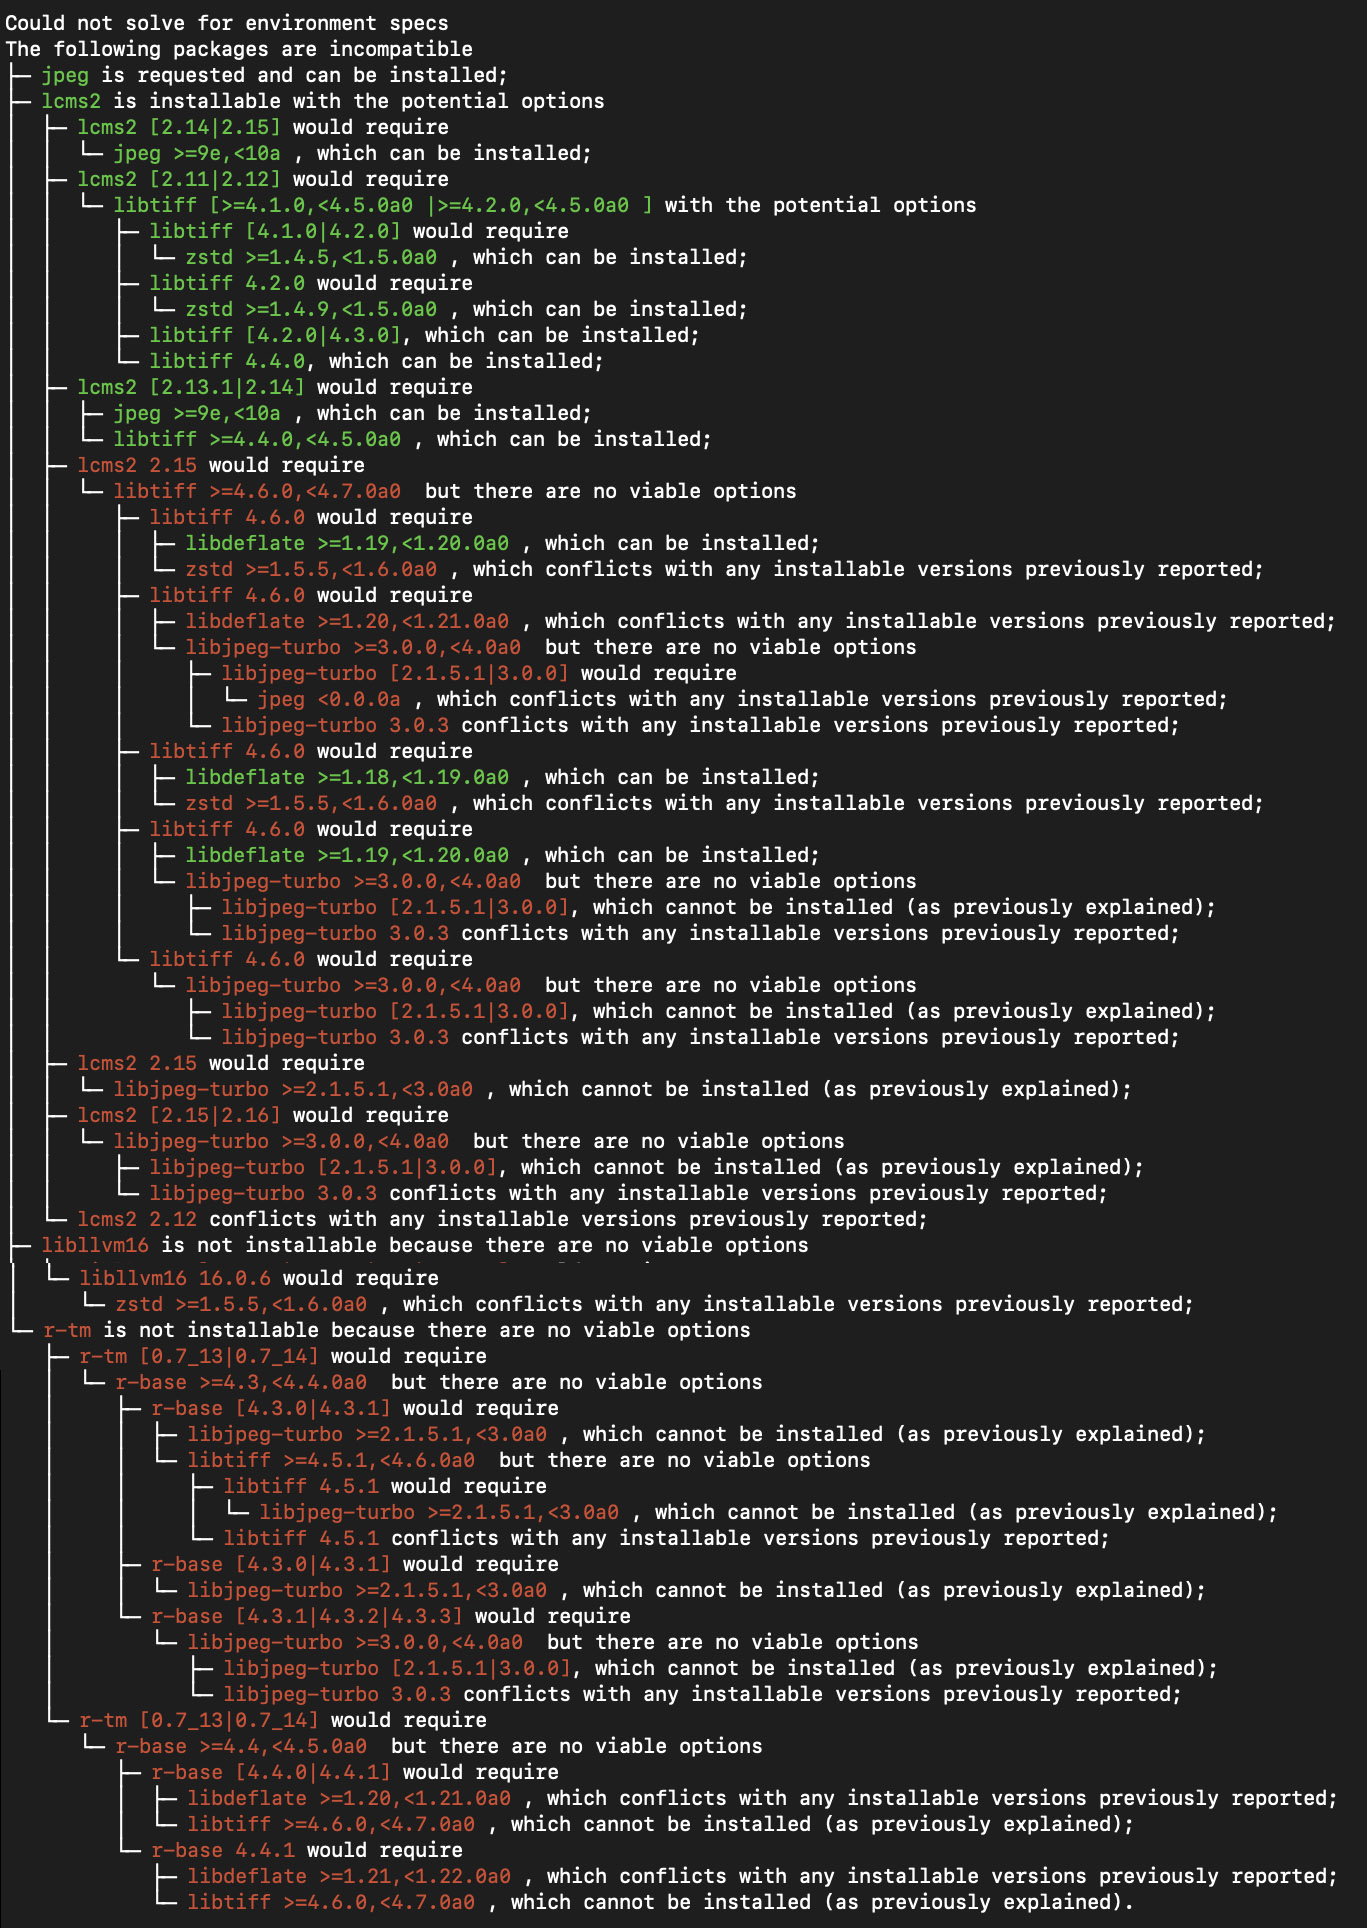 Could not solve for environment specs
The following packages are incompatible
├─ jpeg is requested and can be installed;
├─ lcms2 is installable with the potential options
│  ├─ lcms2 [2.14|2.15] would require
│  │  └─ jpeg >=9e,<10a , which can be installed;
│  ├─ lcms2 [2.11|2.12] would require
│  │  └─ libtiff [>=4.1.0,<4.5.0a0 |>=4.2.0,<4.5.0a0 ] with the potential options
│  │     ├─ libtiff [4.1.0|4.2.0] would require
│  │     │  └─ zstd >=1.4.5,<1.5.0a0 , which can be installed;
│  │     ├─ libtiff 4.2.0 would require
│  │     │  └─ zstd >=1.4.9,<1.5.0a0 , which can be installed;
│  │     ├─ libtiff [4.2.0|4.3.0], which can be installed;
│  │     └─ libtiff 4.4.0, which can be installed;
│  ├─ lcms2 [2.13.1|2.14] would require
│  │  ├─ jpeg >=9e,<10a , which can be installed;
│  │  └─ libtiff >=4.4.0,<4.5.0a0 , which can be installed;
│  ├─ lcms2 2.15 would require
│  │  └─ libtiff >=4.6.0,<4.7.0a0  but there are no viable options
│  │     ├─ libtiff 4.6.0 would require
│  │     │  ├─ libdeflate >=1.19,<1.20.0a0 , which can be installed;
│  │     │  └─ zstd >=1.5.5,<1.6.0a0 , which conflicts with any installable versions previously reported;
│  │     ├─ libtiff 4.6.0 would require
│  │     │  ├─ libdeflate >=1.20,<1.21.0a0 , which conflicts with any installable versions previously reported;
│  │     │  └─ libjpeg-turbo >=3.0.0,<4.0a0  but there are no viable options
│  │     │     ├─ libjpeg-turbo [2.1.5.1|3.0.0] would require
│  │     │     │  └─ jpeg <0.0.0a , which conflicts with any installable versions previously reported;
│  │     │     └─ libjpeg-turbo 3.0.3 conflicts with any installable versions previously reported;
│  │     ├─ libtiff 4.6.0 would require
│  │     │  ├─ libdeflate >=1.18,<1.19.0a0 , which can be installed;
│  │     │  └─ zstd >=1.5.5,<1.6.0a0 , which conflicts with any installable versions previously reported;
│  │     ├─ libtiff 4.6.0 would require
│  │     │  ├─ libdeflate >=1.19,<1.20.0a0 , which can be installed;
│  │     │  └─ libjpeg-turbo >=3.0.0,<4.0a0  but there are no viable options
│  │     │     ├─ libjpeg-turbo [2.1.5.1|3.0.0], which cannot be installed (as previously explained);
│  │     │     └─ libjpeg-turbo 3.0.3 conflicts with any installable versions previously reported;
│  │     └─ libtiff 4.6.0 would require
│  │        └─ libjpeg-turbo >=3.0.0,<4.0a0  but there are no viable options
│  │           ├─ libjpeg-turbo [2.1.5.1|3.0.0], which cannot be installed (as previously explained);
│  │           └─ libjpeg-turbo 3.0.3 conflicts with any installable versions previously reported;
│  ├─ lcms2 2.15 would require
│  │  └─ libjpeg-turbo >=2.1.5.1,<3.0a0 , which cannot be installed (as previously explained);
│  ├─ lcms2 [2.15|2.16] would require
│  │  └─ libjpeg-turbo >=3.0.0,<4.0a0  but there are no viable options
│  │     ├─ libjpeg-turbo [2.1.5.1|3.0.0], which cannot be installed (as previously explained);
│  │     └─ libjpeg-turbo 3.0.3 conflicts with any installable versions previously reported;
│  └─ lcms2 2.12 conflicts with any installable versions previously reported;
├─ libllvm16 is not installable because there are no viable options
│  └─ libllvm16 16.0.6 would require
│     └─ zstd >=1.5.5,<1.6.0a0 , which conflicts with any installable versions previously reported;
└─ r-tm is not installable because there are no viable options
   ├─ r-tm [0.7_13|0.7_14] would require
   │  └─ r-base >=4.3,<4.4.0a0  but there are no viable options
   │     ├─ r-base [4.3.0|4.3.1] would require
   │     │  ├─ libjpeg-turbo >=2.1.5.1,<3.0a0 , which cannot be installed (as previously explained);
   │     │  └─ libtiff >=4.5.1,<4.6.0a0  but there are no viable options
   │     │     ├─ libtiff 4.5.1 would require
   │     │     │  └─ libjpeg-turbo >=2.1.5.1,<3.0a0 , which cannot be installed (as previously explained);
   │     │     └─ libtiff 4.5.1 conflicts with any installable versions previously reported;
   │     ├─ r-base [4.3.0|4.3.1] would require
   │     │  └─ libjpeg-turbo >=2.1.5.1,<3.0a0 , which cannot be installed (as previously explained);
   │     └─ r-base [4.3.1|4.3.2|4.3.3] would require
   │        └─ libjpeg-turbo >=3.0.0,<4.0a0  but there are no viable options
   │           ├─ libjpeg-turbo [2.1.5.1|3.0.0], which cannot be installed (as previously explained);
   │           └─ libjpeg-turbo 3.0.3 conflicts with any installable versions previously reported;
   └─ r-tm [0.7_13|0.7_14] would require
      └─ r-base >=4.4,<4.5.0a0  but there are no viable options
         ├─ r-base [4.4.0|4.4.1] would require
         │  ├─ libdeflate >=1.20,<1.21.0a0 , which conflicts with any installable versions previously reported;
         │  └─ libtiff >=4.6.0,<4.7.0a0 , which cannot be installed (as previously explained);
         └─ r-base 4.4.1 would require
            ├─ libdeflate >=1.21,<1.22.0a0 , which conflicts with any installable versions previously reported;
            └─ libtiff >=4.6.0,<4.7.0a0 , which cannot be installed (as previously explained).